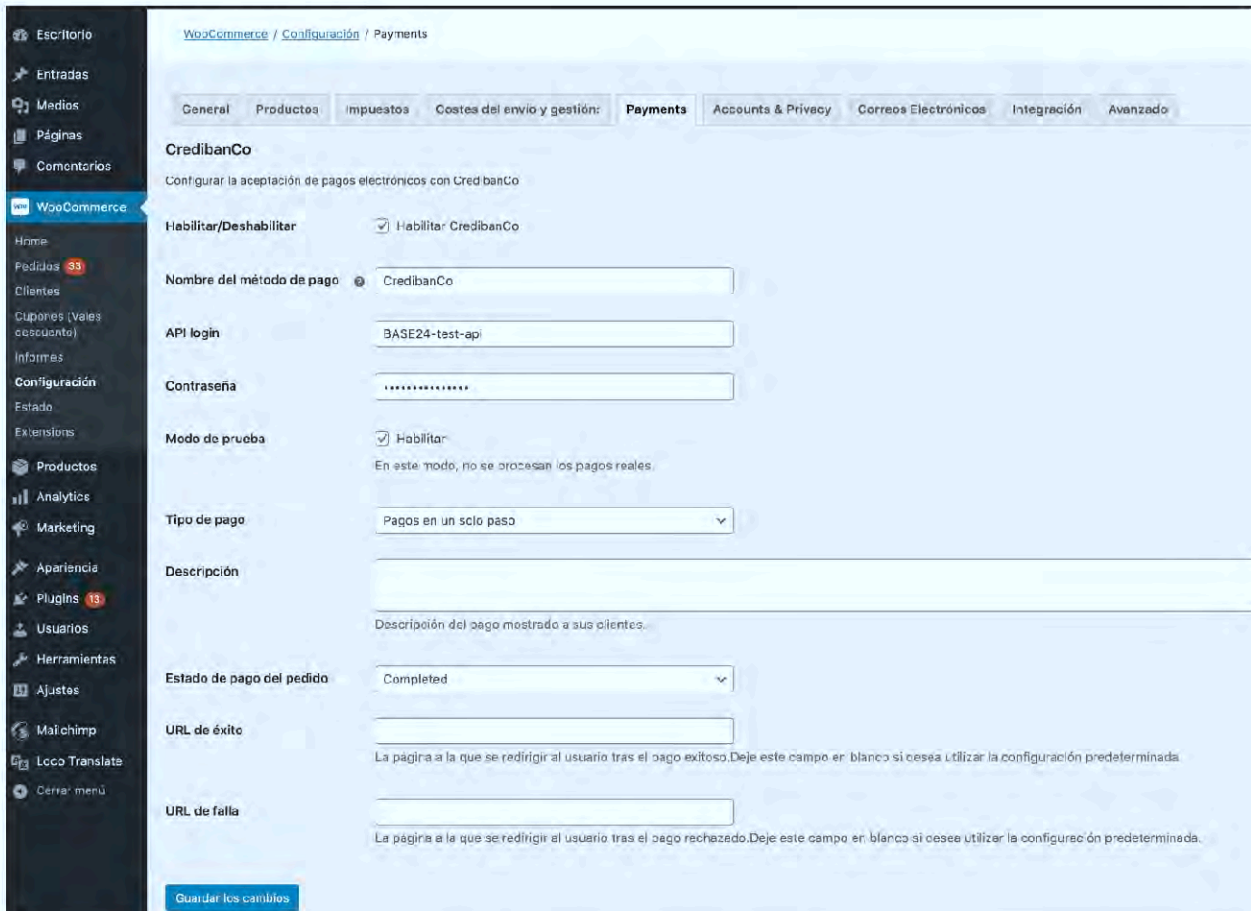 Escritorio
Entradas
Medios
Páginas
Comentarios
WooCommerce
Home
Pedidos 33
Clientes
Cupones (Vales
descuento)
Informes
Configuración
Estado
Extensions
Productos
Analytics
Marketing
Apariencia
Plugins 13
Usuarios
Herramientas
Ajustes
Mailchimp
Loco Translate
Cerrar menú
WooCommerce / Configuración / Payments
General Productos Impuestos Costes del envío y gestión: Payments Accounts & Privacy Correos Electrónicos Integración Avanzado
CredibanCo
Configurar la aceptación de pagos electrónicos con CredibanCo
Habilitar/Deshabilitar Habilitar CredibanCo
Nombre del método de pago CredibanCo
API login BASE24-test-api
Contraseña •••••••••••••••
Modo de prueba Habilitar
En este modo, no se procesan los pagos reales.
Tipo de pago Pagos en un solo paso
Descripción
Descripción del pago mostrado a sus clientes.
Estado de pago del pedido Completed
URL de éxito
La página a la que se redirigir al usuario tras el pago exitoso.Deje este campo en blanco si desea utilizar la configuración predeterminada
URL de falla
La página a la que se redirigir al usuario tras el pago rechazado.Deje este campo en blanco si desea utilizar la configuración predeterminada.
Guardar los cambios